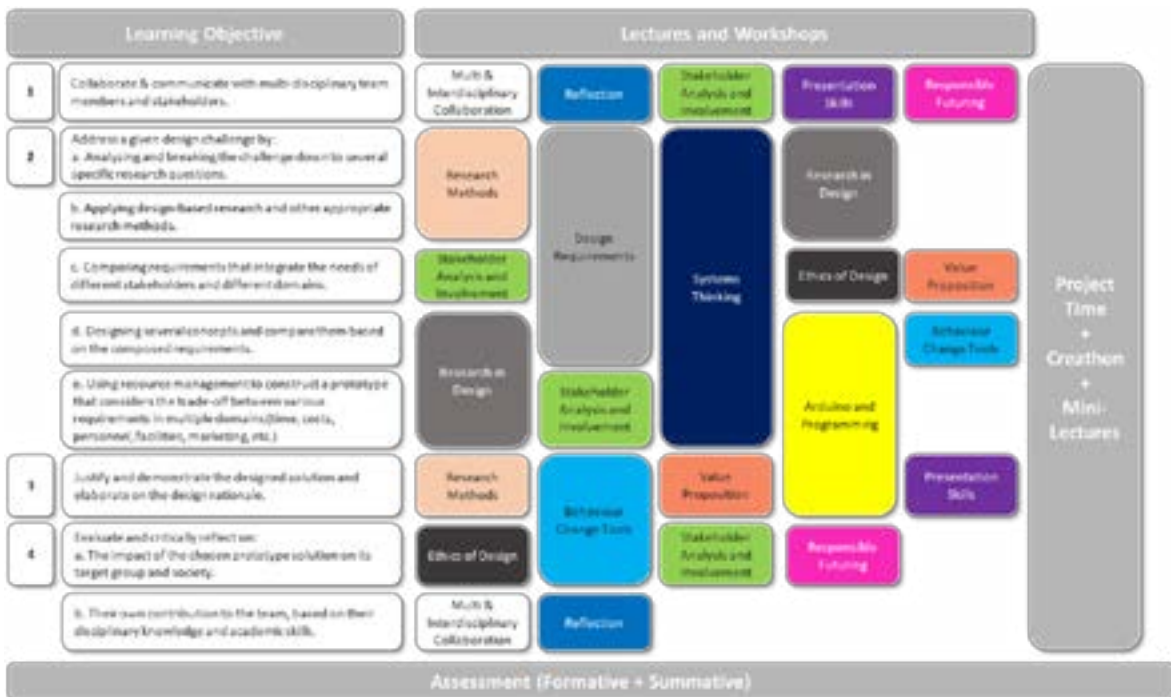 Learning Objective
Lectures and Workshops
1
Collaborate & communicate with multi-disciplinary team
members and stakeholders.
Multi &
Interdisciplinary
Collaboration
Reflection
Stakeholder
Analysis and
Involvement
Presentation
Skills
Responsible
Futuring
2
Address a given design challenge by:
a. Analysing and breaking the challenge down to several
specific research questions.
Research
Methods
Design
Requirements
Systems
Thinking
Research in
Design
b. Applying design-based research and other appropriate
research methods.
c. Composing requirements that integrate the needs of
different stakeholders and different domains.
Stakeholder
Analysis and
Involvement
Ethics of Design
Value
Proposition
d. Designing several concepts and compare them based
on the composed requirements.
Research in
Design
Arduino and
Programming
Behaviour
Change Tools
e. Using resource management to construct a prototype
that considers the trade-off between various
requirements in multiple domains (time, costs,
personnel, facilities, marketing, etc.)
Stakeholder
Analysis and
Involvement
3
Justify and demonstrate the designed solution and
elaborate on the design rationale.
Research
Methods
Behaviour
Change Tools
Value
Proposition
Presentation
Skills
4
Evaluate and critically reflect on:
a. The impact of the chosen prototype solution on its
target group and society.
Ethics of Design
Stakeholder
Analysis and
Involvement
Responsible
Futuring
b. Their own contribution to the team, based on their
disciplinary knowledge and academic skills.
Multi &
Interdisciplinary
Collaboration
Reflection
Project
Time
+
Creathon
+
Mini-
Lectures
Assessment (Formative + Summative)